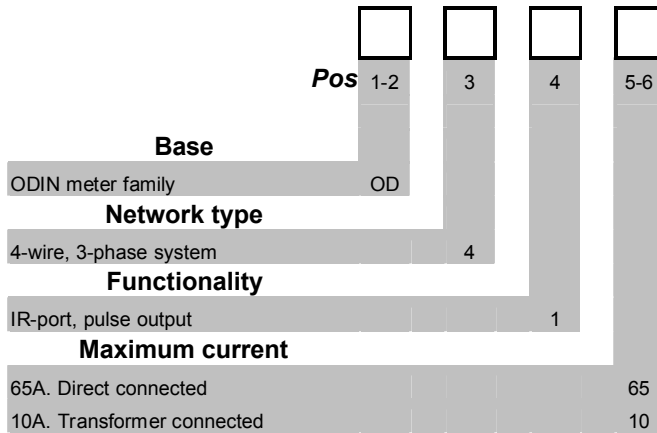 Pos 1-2 3 4 5-6
Base
ODIN meter family OD
Network type
4-wire, 3-phase system 4
Functionality
IR-port, pulse output 1
Maximum current
65A. Direct connected 65
10A. Transformer connected 10